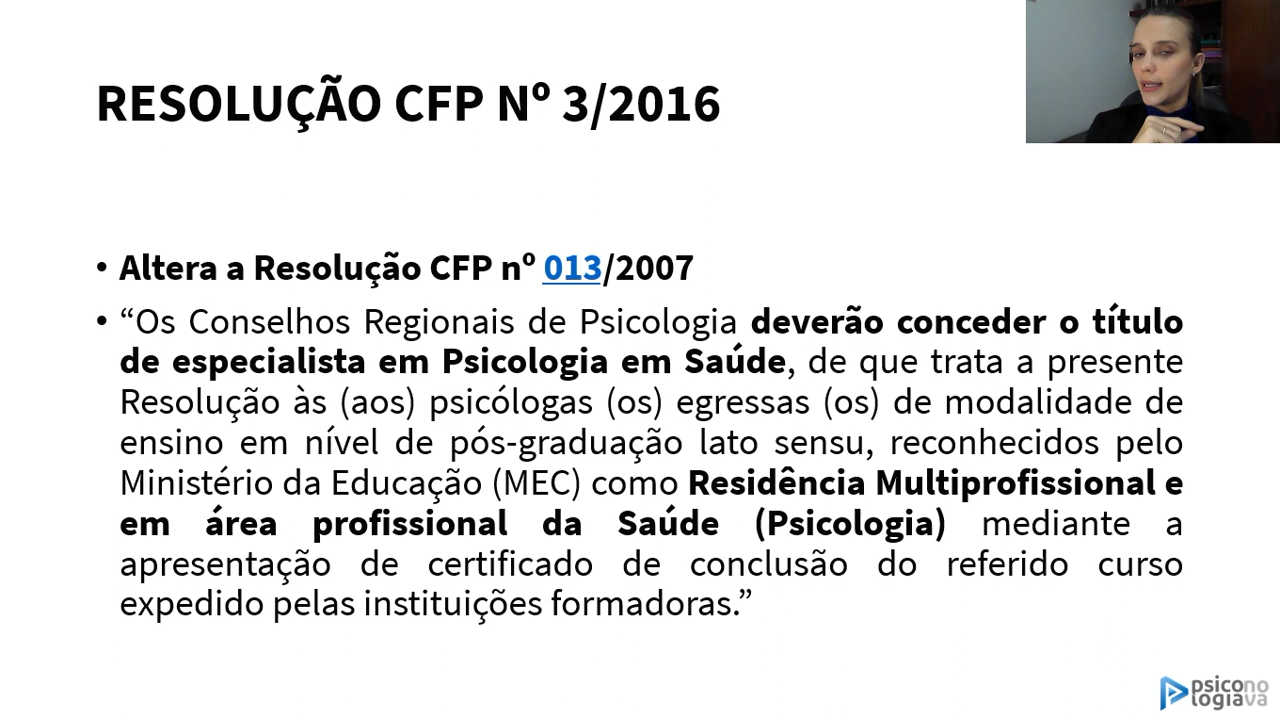 RESOLUÇÃO CFP Nº 3/2016
• Altera a Resolução CFP nº 013/2007
• “Os Conselhos Regionais de Psicologia deverão conceder o título
de especialista em Psicologia em Saúde, de que trata a presente
Resolução às (aos) psicólogas (os) egressas (os) de modalidade de
ensino em nível de pós-graduação lato sensu, reconhecidos pelo
Ministério da Educação (MEC) como Residência Multiprofissional e
em área profissional da Saúde (Psicologia) mediante a
apresentação de certificado de conclusão do referido curso
expedido pelas instituições formadoras.”
psicono
logiava